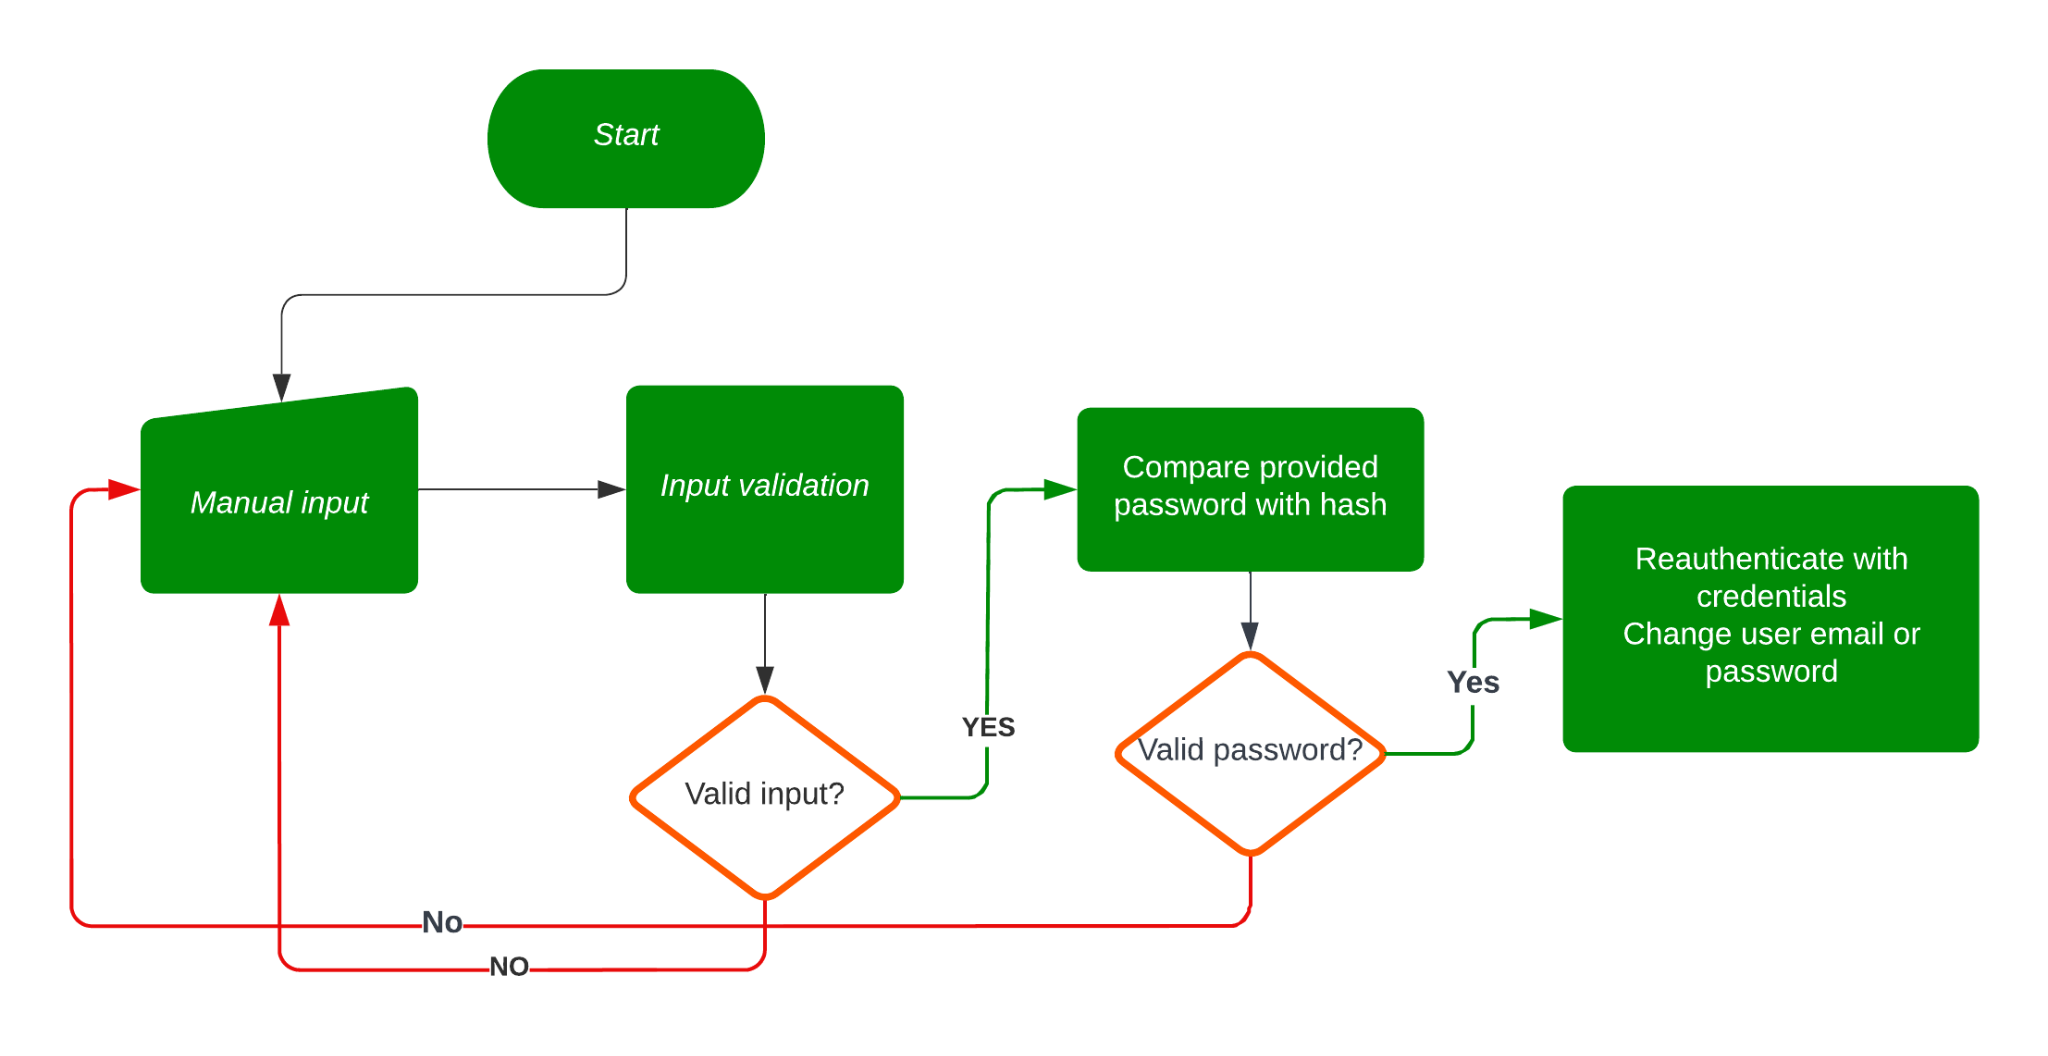 Start
Manual input
Input validation
Compare provided
password with hash
Reauthenticate with
credentials
Change user email or
password
Yes
YES
Valid password?
Valid input?
No
NO